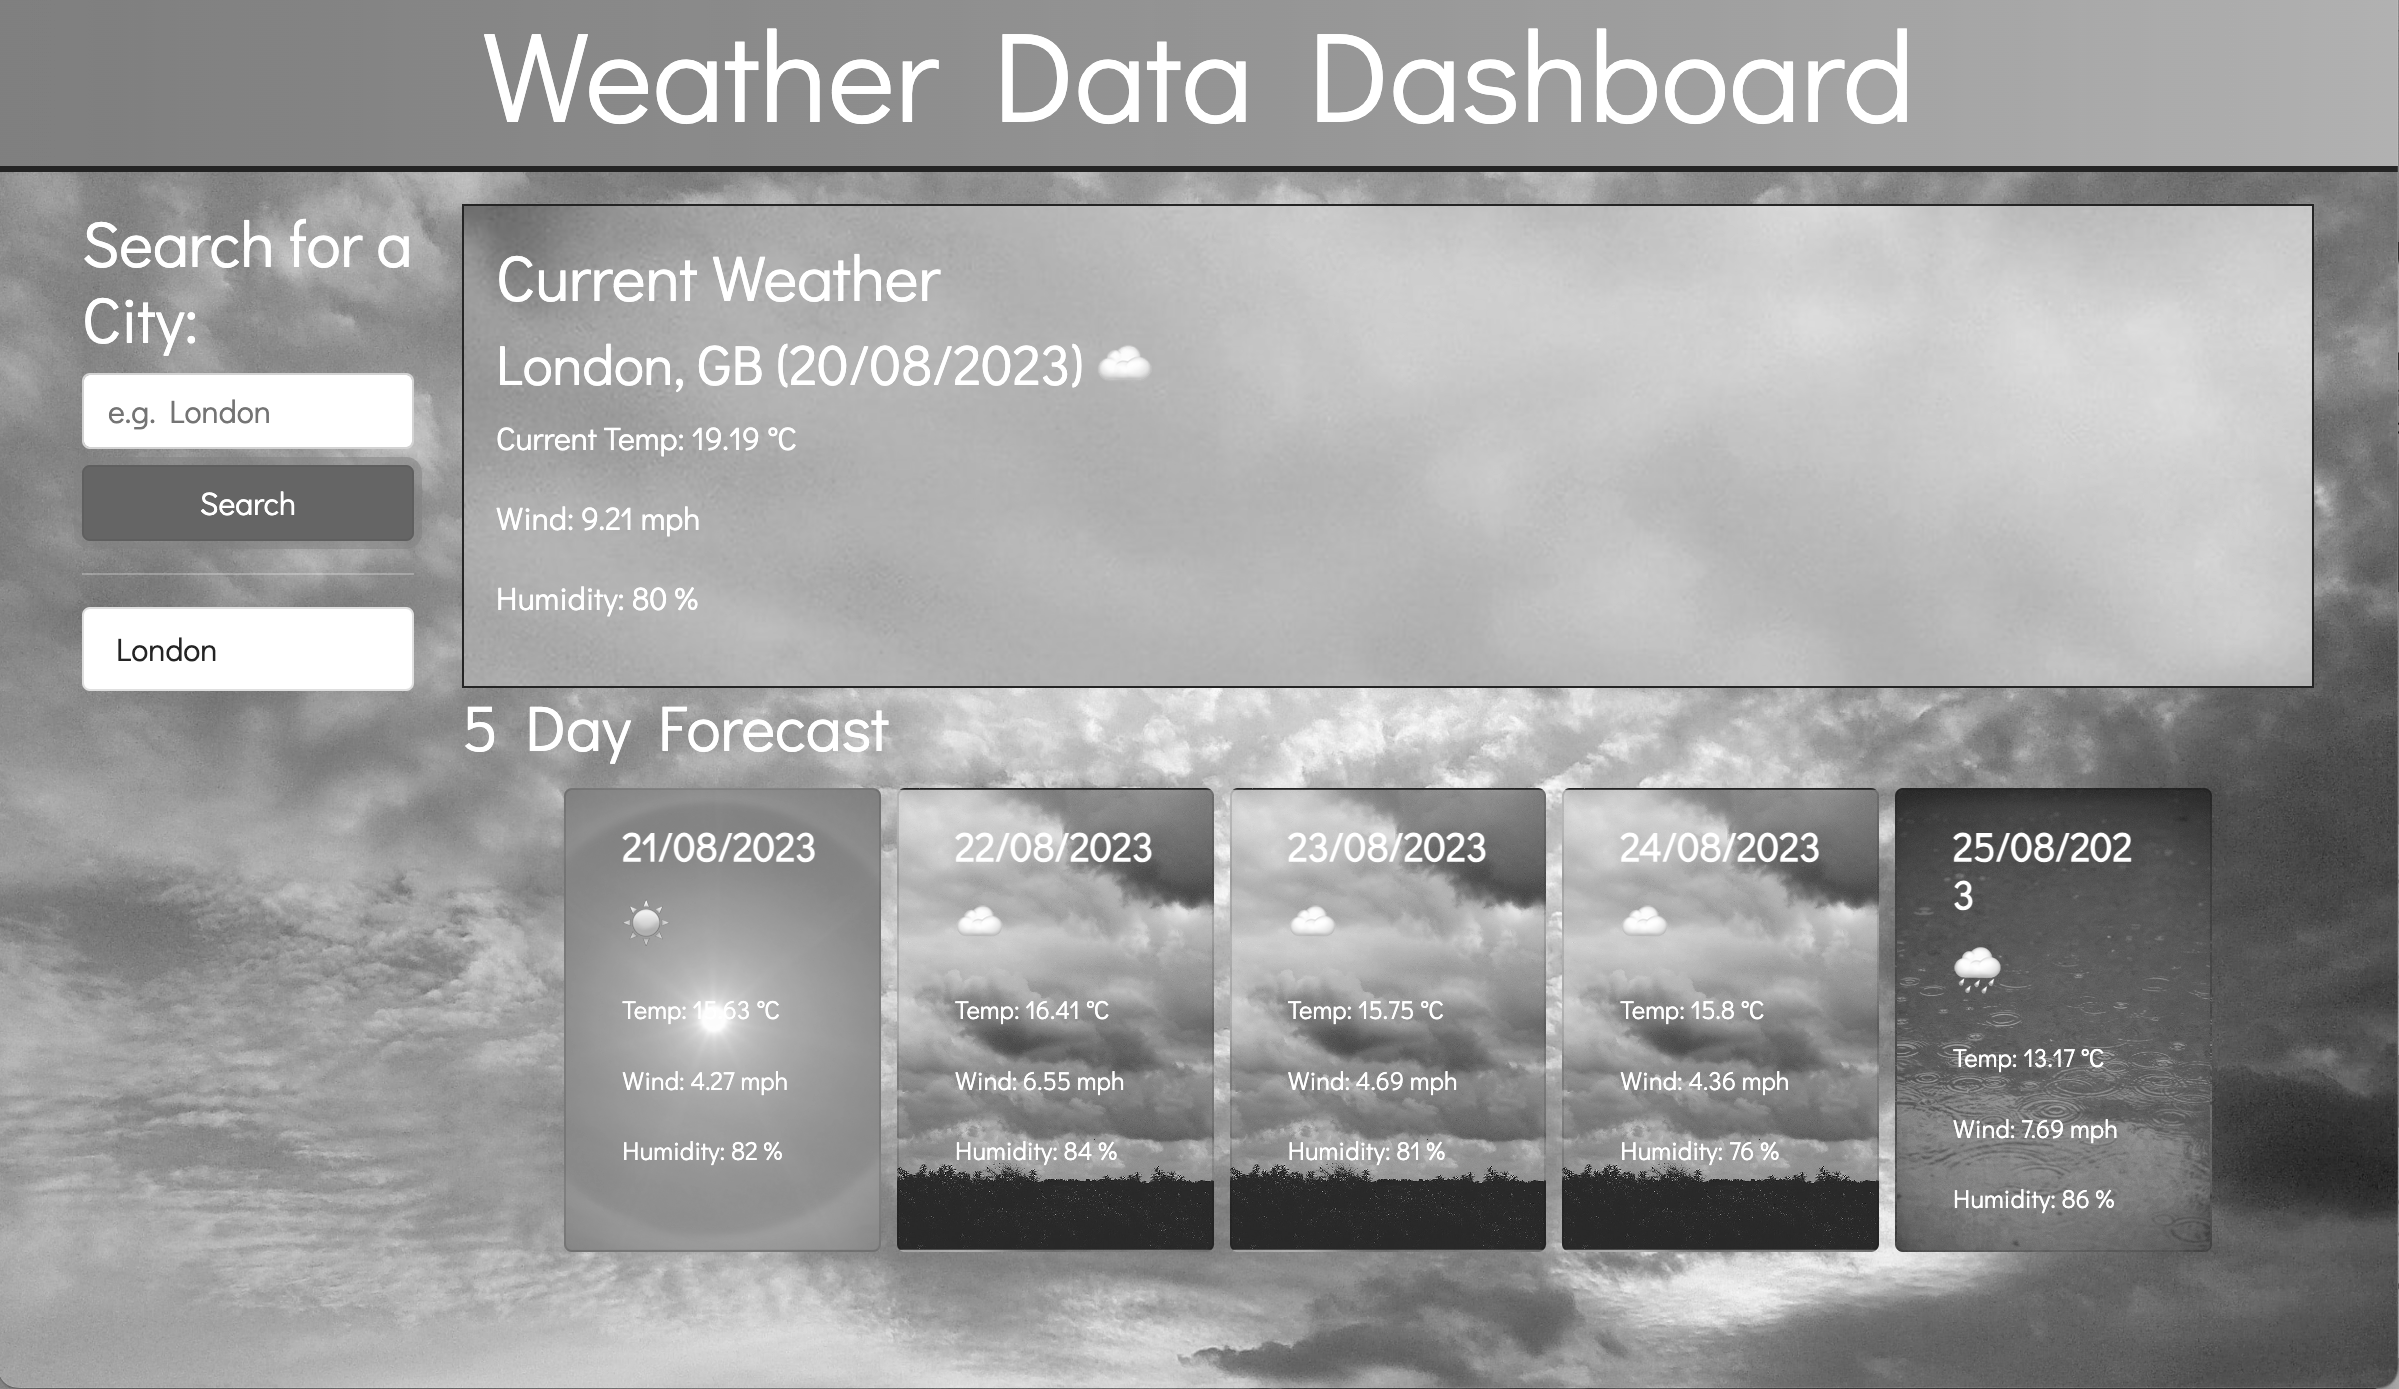 Weather Data Dashboard
Search for a
City:
e.g. London
Search
London
Current Weather
London, GB (20/08/2023)
Current Temp: 19.19 °C
Wind: 9.21 mph
Humidity: 80 %
5 Day Forecast
21/08/2023
Temp: 15.63 °C
Wind: 4.27 mph
Humidity: 82 %
22/08/2023
Temp: 16.41 °C
Wind: 6.55 mph
Humidity: 84 %
23/08/2023
Temp: 15.75 °C
Wind: 4.69 mph
Humidity: 81 %
24/08/2023
Temp: 15.8 °C
Wind: 4.36 mph
Humidity: 76 %
25/08/202
3
Temp: 13.17 °C
Wind: 7.69 mph
Humidity: 86 %